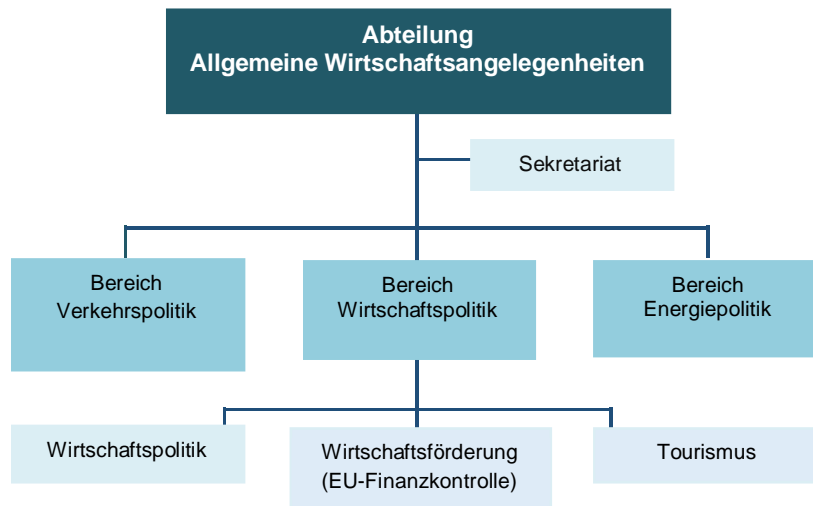 Abteilung
Allgemeine Wirtschaftsangelegenheiten
Sekretariat
Bereich
Verkehrspolitik
Bereich
Wirtschaftspolitik
Bereich
Energiepolitik
Wirtschaftspolitik
Wirtschaftsförderung
(EU-Finanzkontrolle)
Tourismus